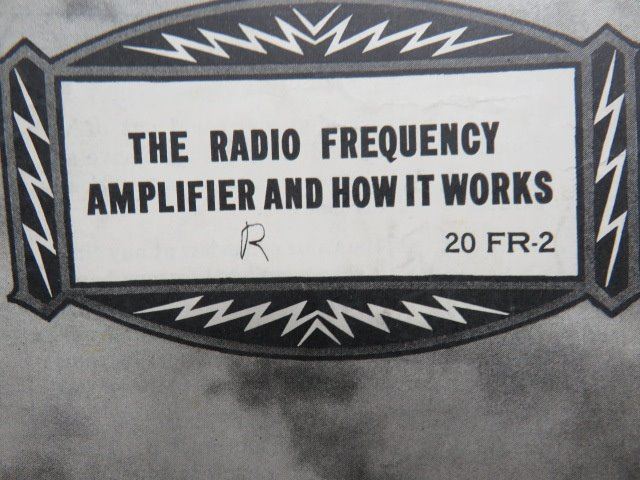 THE RADIO FREQUENCY
AMPLIFIER AND HOW IT WORKS
R 20 FR-2